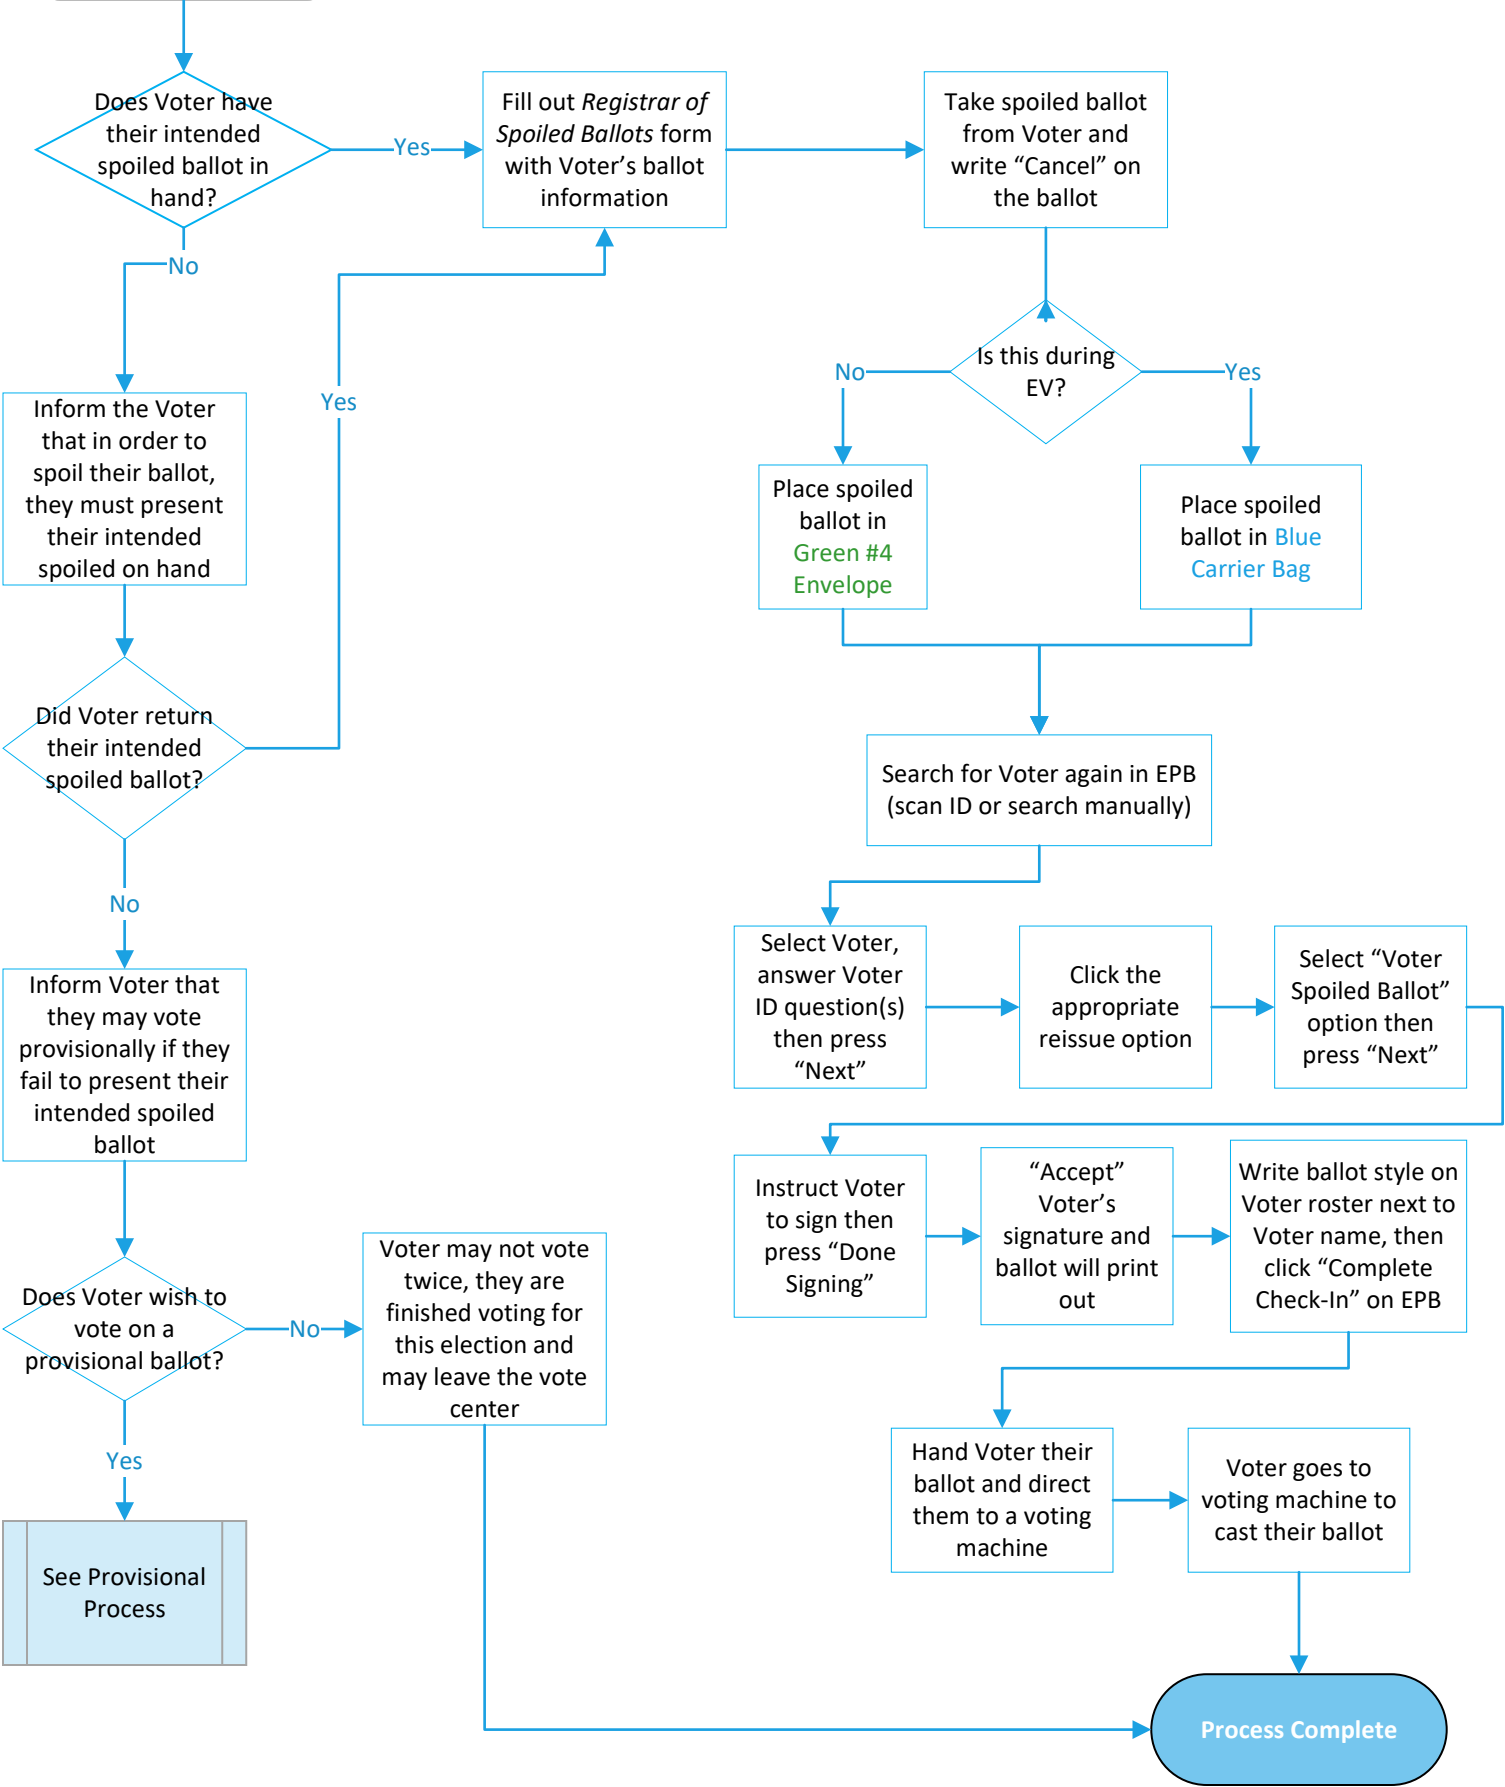 Does Voter have
their intended
spoiled ballot in
hand?
Yes
Fill out Registrar of
Spoiled Ballots form
with Voter’s ballot
information
Take spoiled ballot
from Voter and
write “Cancel” on
the ballot
No
Is this during
EV?
No
Yes
Inform the Voter
that in order to
spoil their ballot,
they must present
their intended
spoiled on hand
Yes
Place spoiled
ballot in
Green #4
Envelope
Place spoiled
ballot in Blue
Carrier Bag
Did Voter return
their intended
spoiled ballot?
Search for Voter again in EPB
(scan ID or search manually)
No
Select Voter,
answer Voter
ID question(s)
then press
“Next”
Click the
appropriate
reissue option
Select “Voter
Spoiled Ballot”
option then
press “Next”
Inform Voter that
they may vote
provisionally if they
fail to present their
intended spoiled
ballot
Instruct Voter
to sign then
press “Done
Signing”
“Accept”
Voter’s
signature and
ballot will print
out
Write ballot style on
Voter roster next to
Voter name, then
click “Complete
Check-In” on EPB
Does Voter wish to
vote on a
provisional ballot?
No
Voter may not vote
twice, they are
finished voting for
this election and
may leave the vote
center
Yes
Hand Voter their
ballot and direct
them to a voting
machine
Voter goes to
voting machine to
cast their ballot
See Provisional
Process
Process Complete